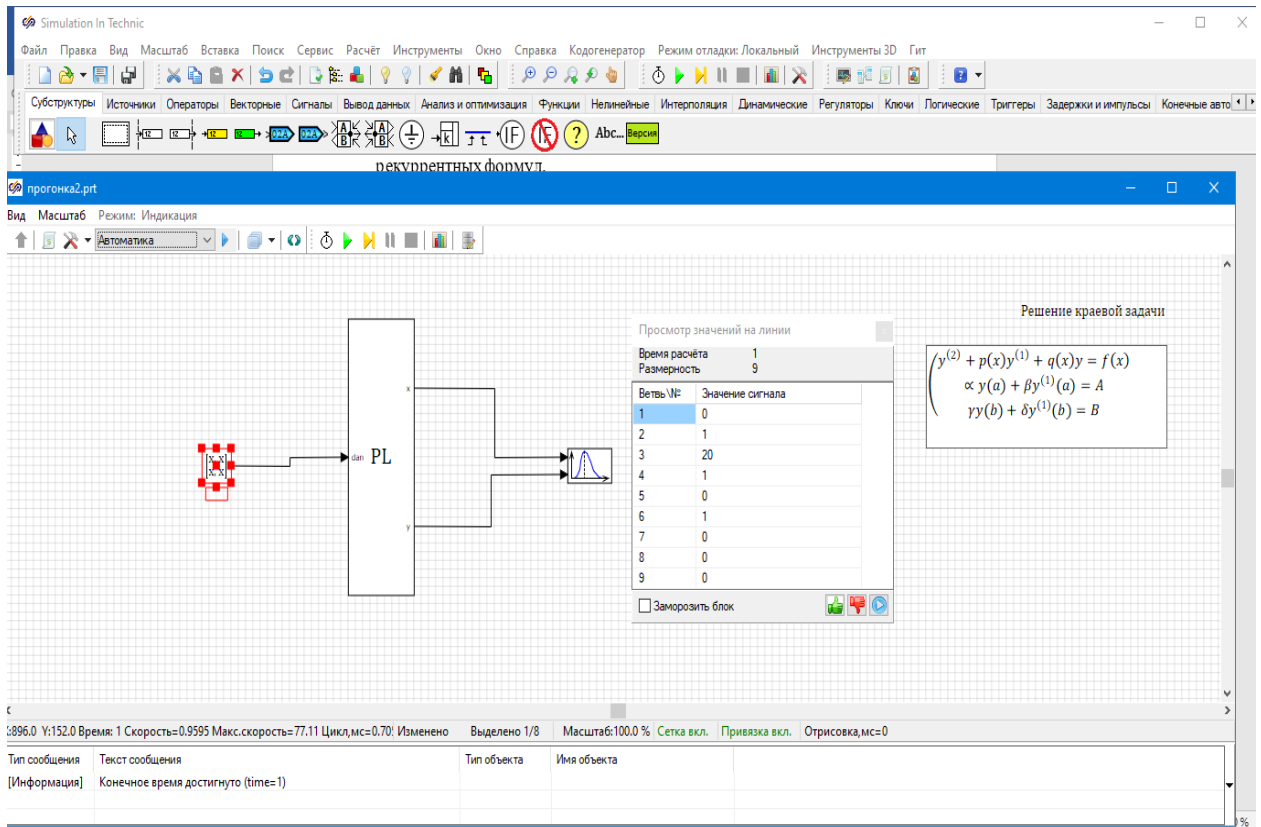 Simulation In Technic
Файл Правка Вид Масштаб Вставка Поиск Сервис Расчёт Инструменты Окно Справка Кодогенератор Режим отладки: Локальный Инструменты 3D Гит
Субструктуры Источники Операторы Векторные Сигналы Вывод данных Анализ и оптимизация Функции Нелинейные Интерполяция Динамические Регуляторы Ключи Логические Триггеры Задержки и импульсы Конечные авто
12 12 12 12 A B A B k IF IF ? Abc... Версия
рекуррентных формул.
прогонка2.prt
Вид Масштаб Режим: Индикация
Автоматика
Решение краевой задачи
y⁽²⁾ + p(x)y⁽¹⁾ + q(x)y = f(x)
∝ y(a) + βy⁽¹⁾(a) = A
γy(b) + δy⁽¹⁾(b) = B
x
dan PL
y
[X, X]
Просмотр значений на линии
Время расчёта 1
Размерность 9
Ветвь\№ Значение сигнала
1 0
2 1
3 20
4 1
5 0
6 1
7 0
8 0
9 0
Заморозить блок
:896.0 Y:152.0 Время: 1 Скорость=0.9595 Макс.скорость=77.11 Цикл,мс=0.70 Изменено Выделено 1/8 Масштаб:100.0 % Сетка вкл. Привязка вкл. Отрисовка,мс=0
Тип сообщения Текст сообщения Тип объекта Имя объекта
[Информация] Конечное время достигнуто (time=1)